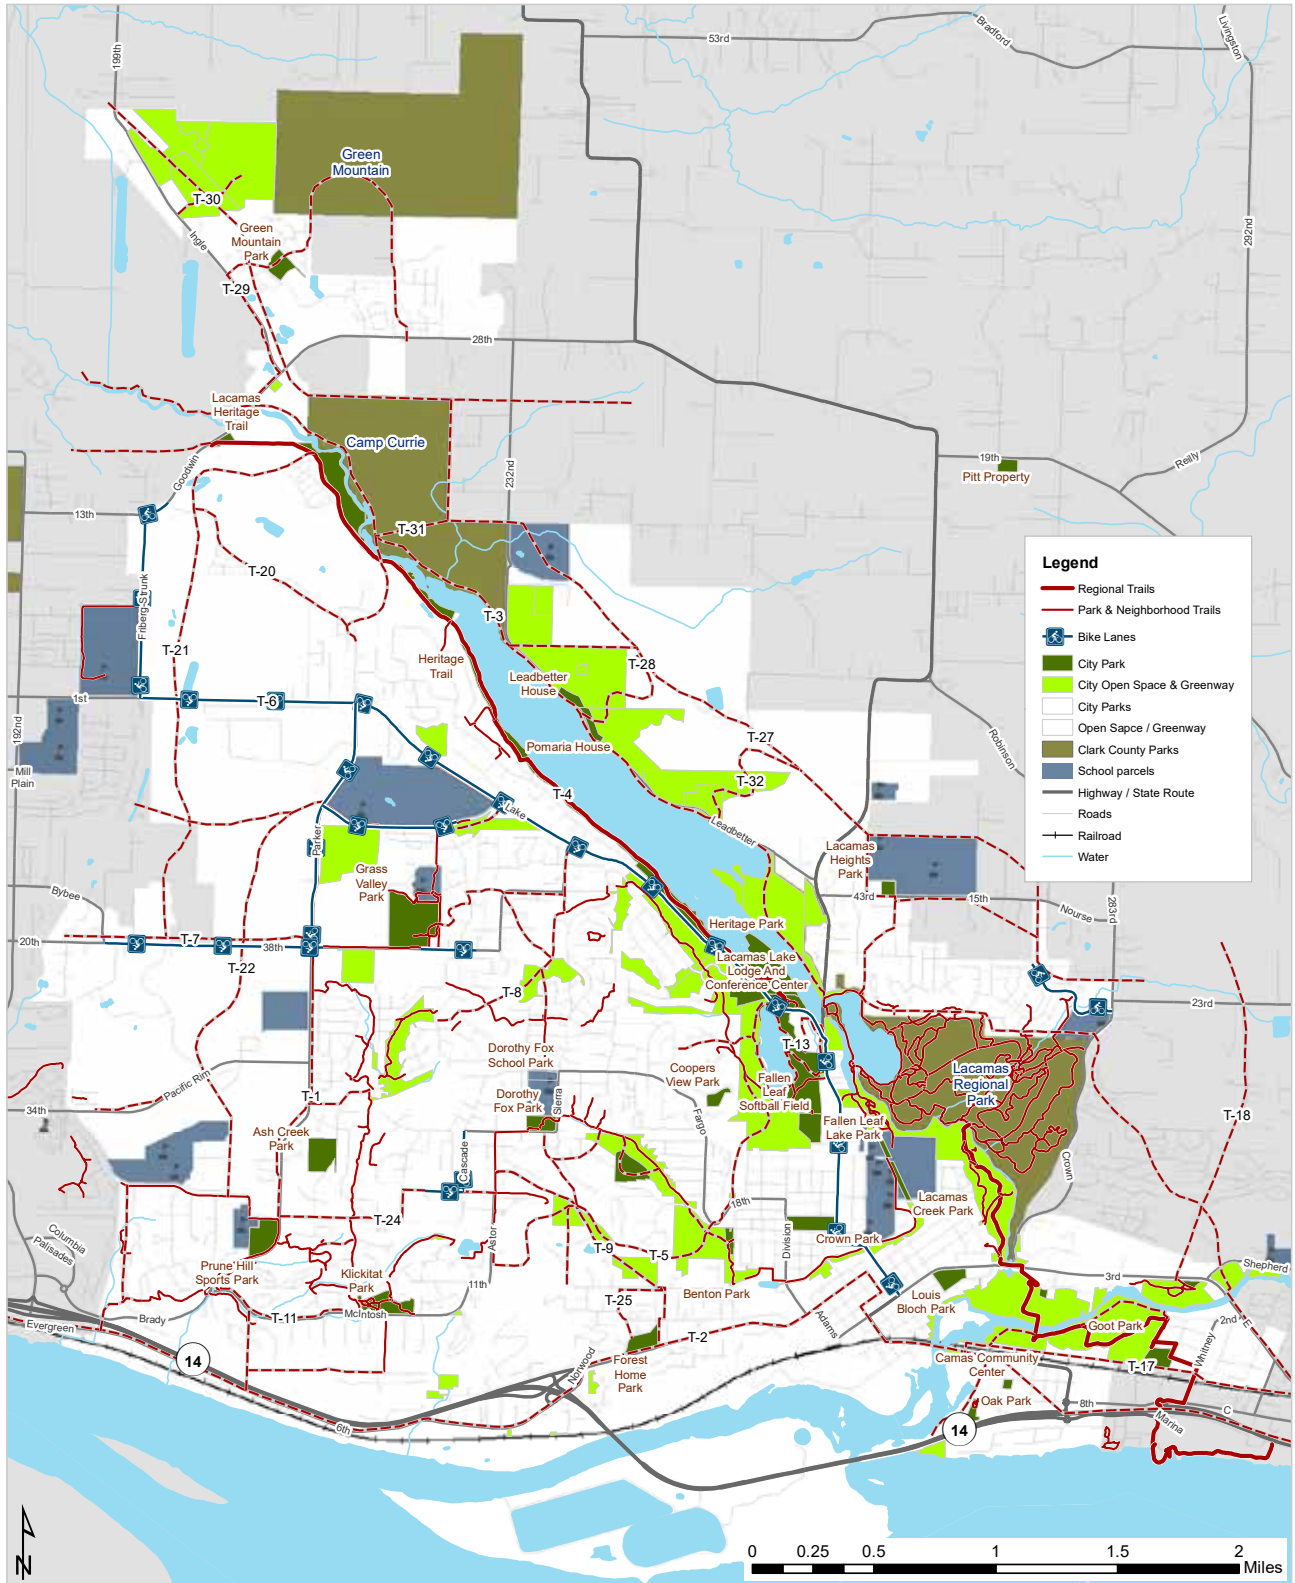 53rd
Bradford
Livingston
199th
Green
Mountain
T-30
Green
Mountain
Park
Ingle
292nd
T-29
28th
Lacamas
Heritage
Trail
Camp Currie
Goodwin
232nd
19th
Reilly
Pitt Property
13th
T-31
T-20
Friberg-Strunk
T-3
T-21
Heritage
Trail
T-28
Leadbetter
House
1st
T-6
192nd
Pomaria House
T-27
Robinson
Mill
Plain
T-32
T-4
Lake
Leadbetter
Parker
Lacamas
Heights
Park
Grass
Valley
Park
Bybee
43rd
15th
Nourse
283rd
Heritage Park
20th
T-7
38th
Lacamas Lake
Lodge And
Conference Center
T-22
T-8
23rd
T-13
Dorothy Fox
School Park
Coopers
View Park
Lacamas
Regional
Park
Pacific Rim
T-1
Dorothy
Fox Park
Sierra
Fallen
Leaf
Softball Field
34th
T-18
Fargo
Fallen Leaf
Lake Park
Ash Creek
Park
Cascade
Crown
Lacamas
Creek Park
18th
T-24
Columbia
Palisades
Astor
Division
Crown Park
T-9
T-5
Prune Hill
Sports Park
Klickitat
Park
11th
3rd
Shepherd
Benton Park
Louis
Bloch Park
T-25
Brady
T-11
McIntosh
Adams
Goot Park
2nd
E
Evergreen
T-2
Whitney
14
Norwood
Forest
Home
Park
Camas Community
Center
T-17
Oak Park
8th
C
6th
14
Marina
Legend
Regional Trails
Park & Neighborhood Trails
Bike Lanes
City Park
City Open Space & Greenway
City Parks
Open Sapce / Greenway
Clark County Parks
School parcels
Highway / State Route
Roads
Railroad
Water
N
0 0.25 0.5 1 1.5 2
Miles